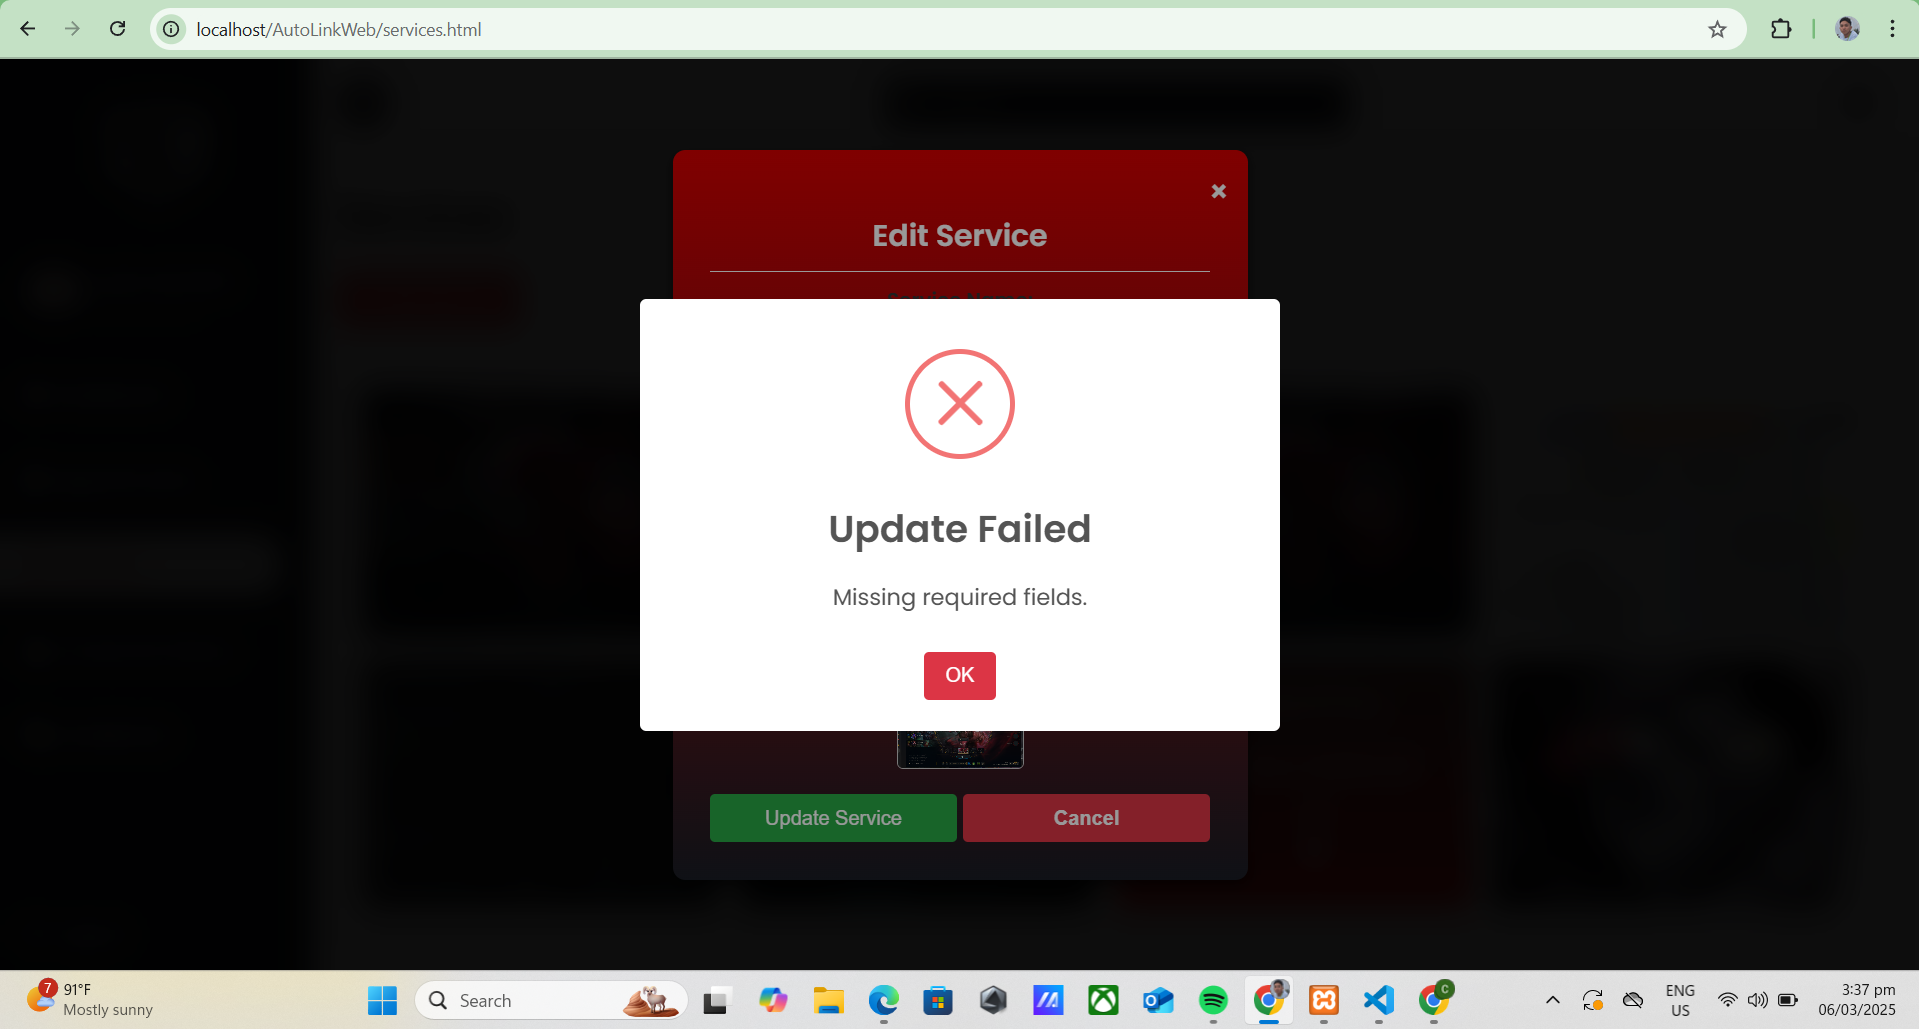 localhost/AutoLinkWeb/services.html
Edit Service
Update Failed
Missing required fields.
OK
Update Service
Cancel
7
91°F
Mostly sunny
Search
C
ENG
US
3:37 pm
06/03/2025